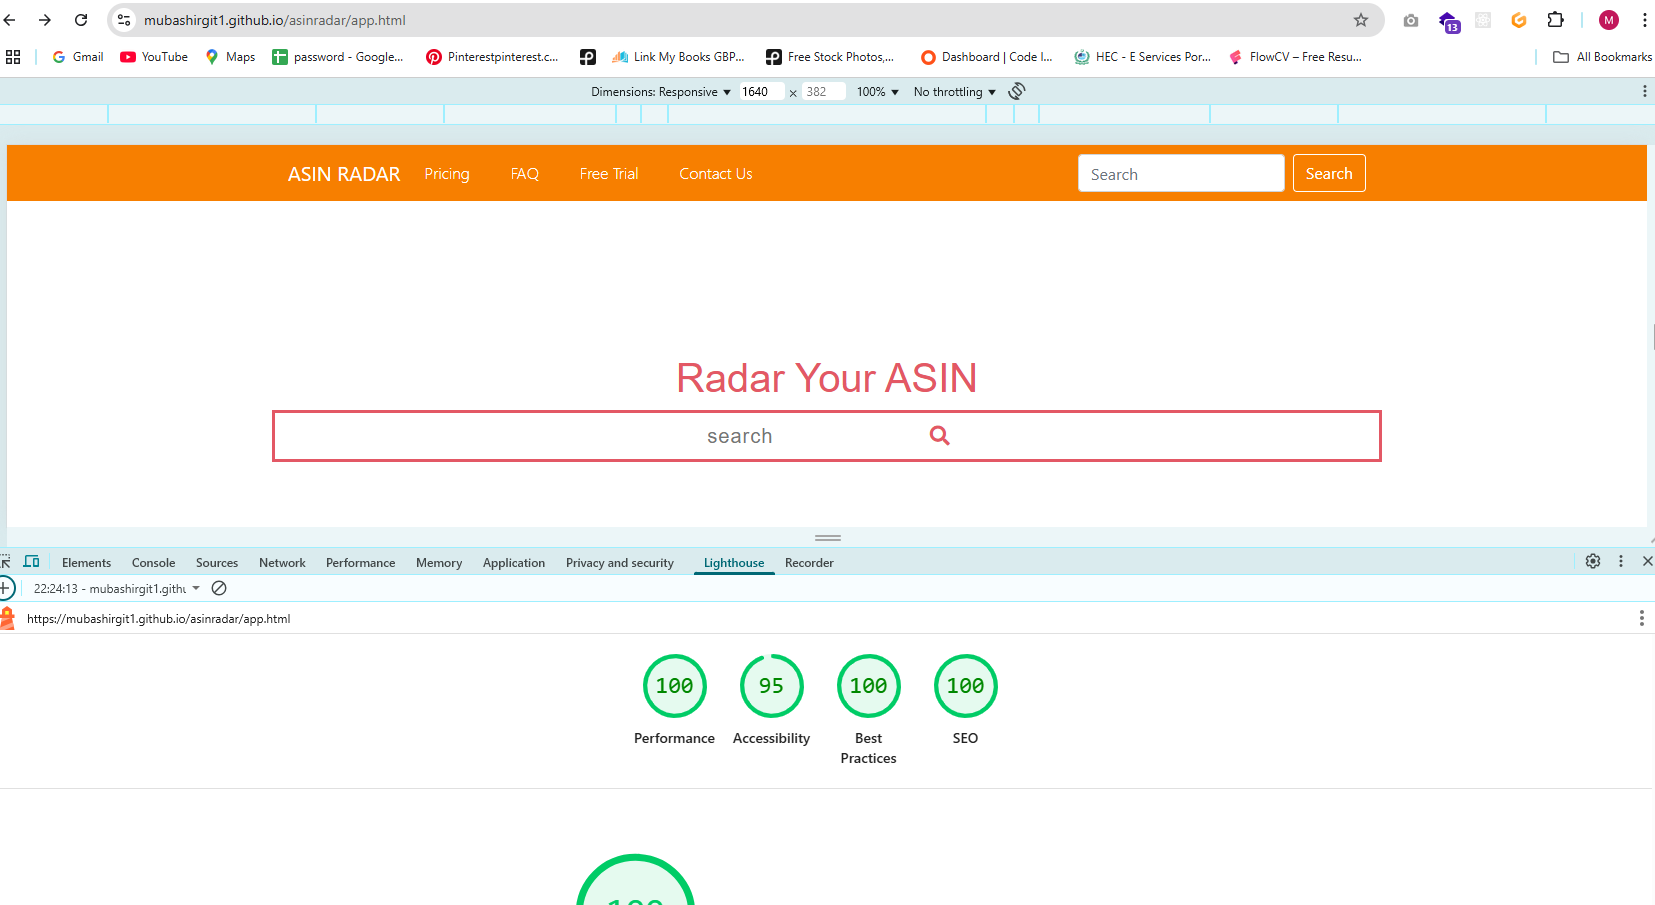 mubashirgit1.github.io/asinradar/app.html
13
M
Gmail YouTube Maps password - Google... Pinterestpinterest.c... Link My Books GBP... Free Stock Photos,... Dashboard | Code I... HEC - E Services Por... FlowCV – Free Resu... All Bookmarks
Dimensions: Responsive 1640 × 382 100% No throttling
ASIN RADAR Pricing FAQ Free Trial Contact Us Search Search
Radar Your ASIN
search
Elements Console Sources Network Performance Memory Application Privacy and security Lighthouse Recorder
22:24:13 - mubashirgit1.githu
https://mubashirgit1.github.io/asinradar/app.html
100 95 100 100
Performance Accessibility Best Practices SEO
100